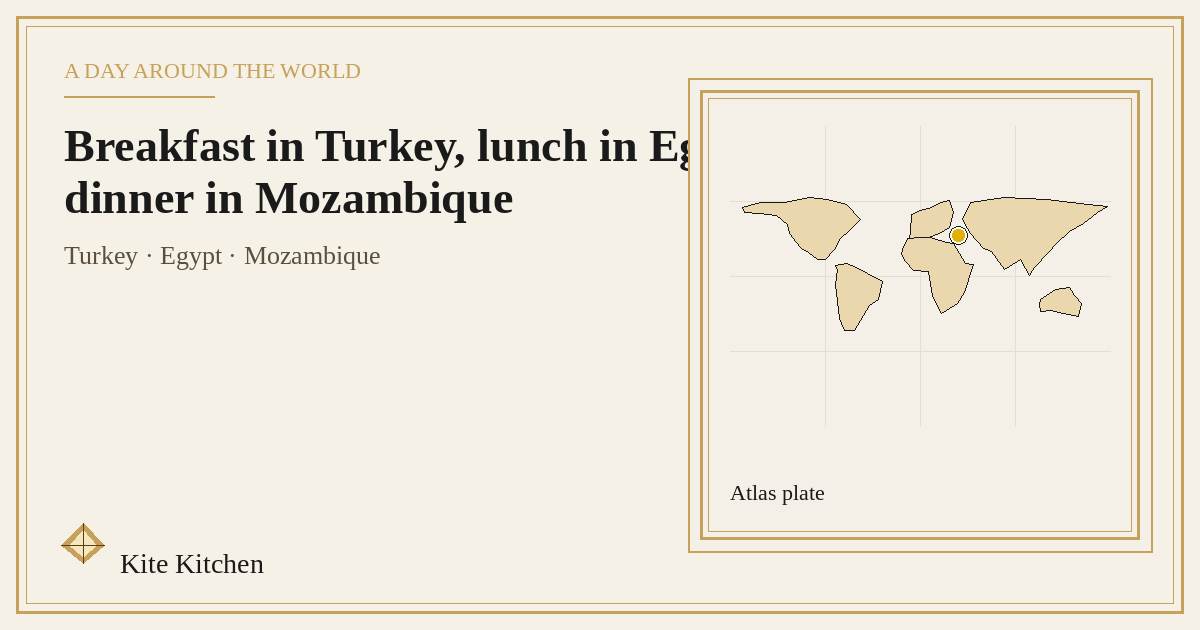 A DAY AROUND THE WORLD
Breakfast in Turkey, lunch in
dinner in Mozambique
Turkey · Egypt · Mozambique
Atlas plate
Kite Kitchen